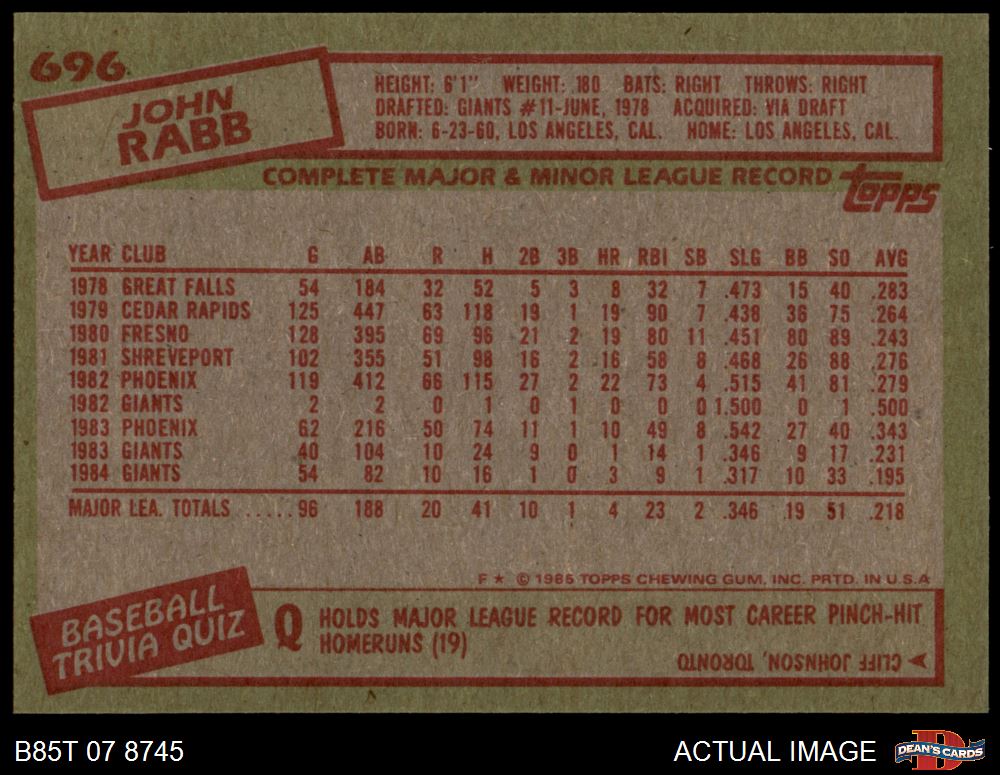 696
JOHN
RABB
HEIGHT: 6'1" WEIGHT: 180 BATS: RIGHT THROWS: RIGHT
DRAFTED: GIANTS #11-JUNE, 1978 ACQUIRED: VIA DRAFT
BORN: 6-23-60, LOS ANGELES, CAL. HOME: LOS ANGELES, CAL.
COMPLETE MAJOR & MINOR LEAGUE RECORD topps
YEAR CLUB G AB R H 2B 3B HR RBI SB SLG BB SO AVG
1978 GREAT FALLS 54 184 32 52 5 3 8 32 7 .473 15 40 .283
1979 CEDAR RAPIDS 125 447 63 118 19 1 19 90 7 .438 36 75 .264
1980 FRESNO 128 395 69 96 21 2 19 80 11 .451 80 89 .243
1981 SHREVEPORT 102 355 51 98 16 2 16 58 8 .468 26 88 .276
1982 PHOENIX 119 412 66 115 27 2 22 73 4 .515 41 81 .279
1982 GIANTS 2 2 0 1 0 1 0 0 0 1.500 0 1 .500
1983 PHOENIX 62 216 50 74 11 1 10 49 8 .542 27 40 .343
1983 GIANTS 40 104 10 24 9 0 1 14 1 .346 9 17 .231
1984 GIANTS 54 82 10 16 1 0 3 9 1 .317 10 33 .195
MAJOR LEA. TOTALS ..... 96 188 20 41 10 1 4 23 2 .346 19 51 .218
F ★ © 1985 TOPPS CHEWING GUM, INC. PRTD. IN U.S.A
BASEBALL
TRIVIA QUIZ
Q HOLDS MAJOR LEAGUE RECORD FOR MOST CAREER PINCH-HIT
HOMERUNS (19)
CLIFF JOHNSON, TORONTO
B85T 07 8745
ACTUAL IMAGE
D
DEAN'S CARDS